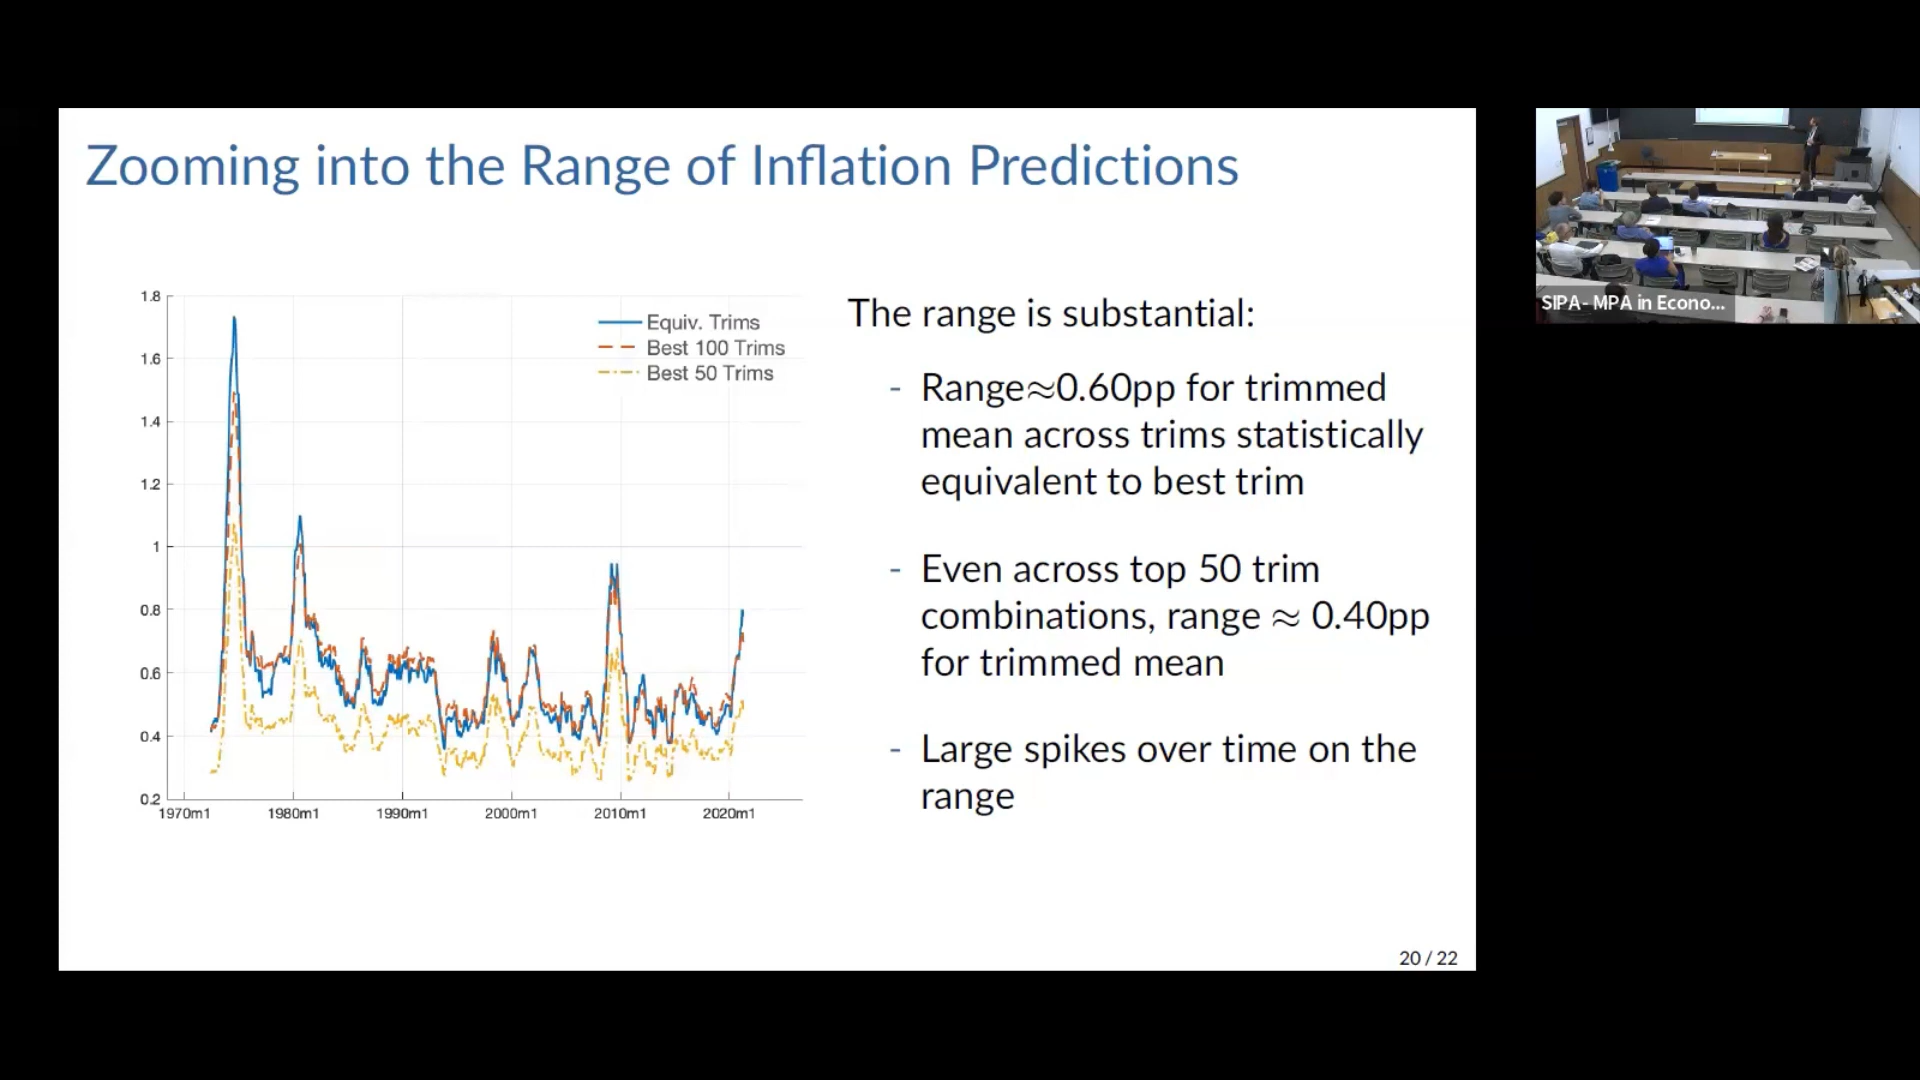 Zooming into the Range of Inflation Predictions
1.8
1.6
1.4
1.2
1
0.8
0.6
0.4
0.2
1970m1 1980m1 1990m1 2000m1 2010m1 2020m1
Equiv. Trims
Best 100 Trims
Best 50 Trims
The range is substantial:
- Range≈0.60pp for trimmed
mean across trims statistically
equivalent to best trim
- Even across top 50 trim
combinations, range ≈ 0.40pp
for trimmed mean
- Large spikes over time on the
range
20 / 22
SIPA- MPA in Econo...